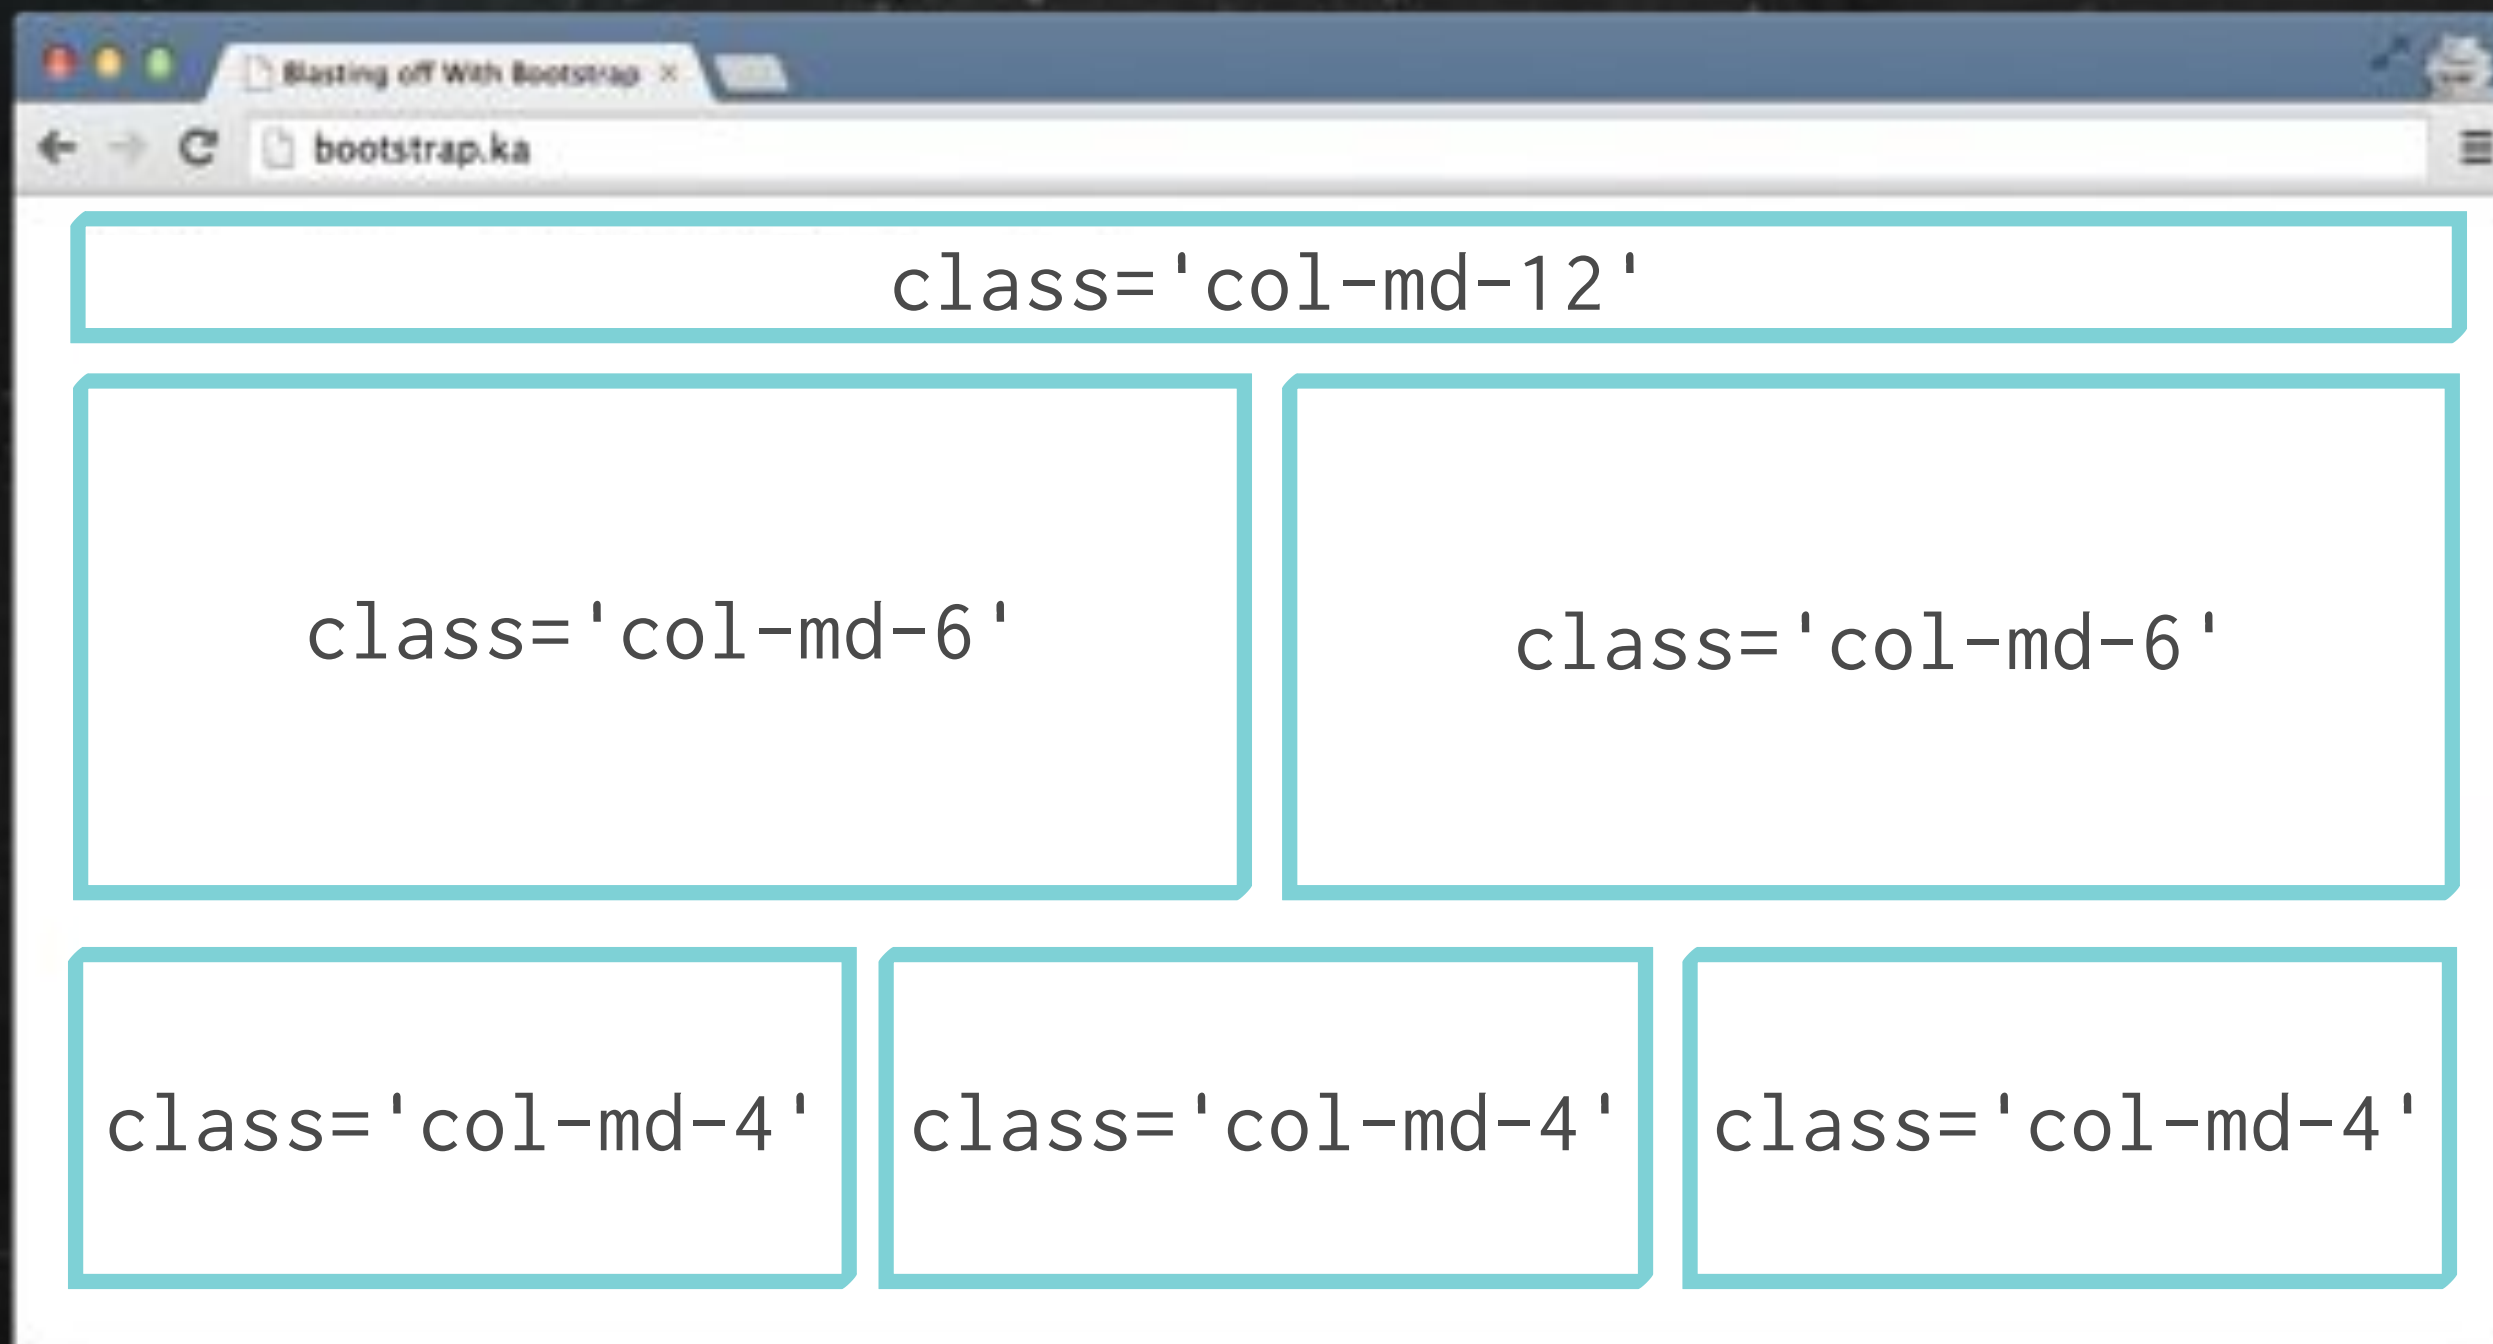 Blasting off With Bootstrap
bootstrap.ka
class='col-md-12'
class='col-md-6'
class='col-md-6'
class='col-md-4'
class='col-md-4'
class='col-md-4'